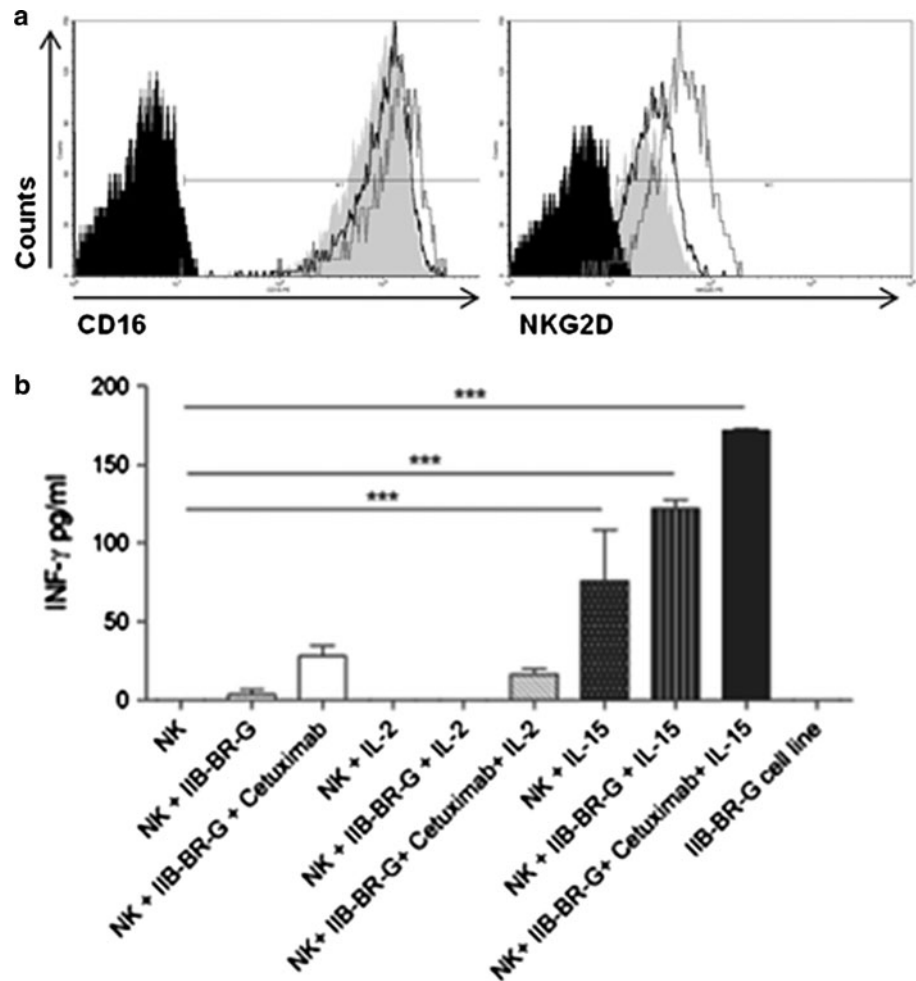 a
Counts
CD16
NKG2D
b
INF-γ pg/ml
200
150
100
50
0
***
***
***
NK
NK + IIB-BR-G
NK + IIB-BR-G + Cetuximab
NK + IL-2
NK + IIB-BR-G + IL-2
NK+ IIB-BR-G+ Cetuximab+ IL-2
NK + IL-15
NK + IIB-BR-G + IL-15
NK+ IIB-BR-G+ Cetuximab+ IL-15
IIB-BR-G cell line